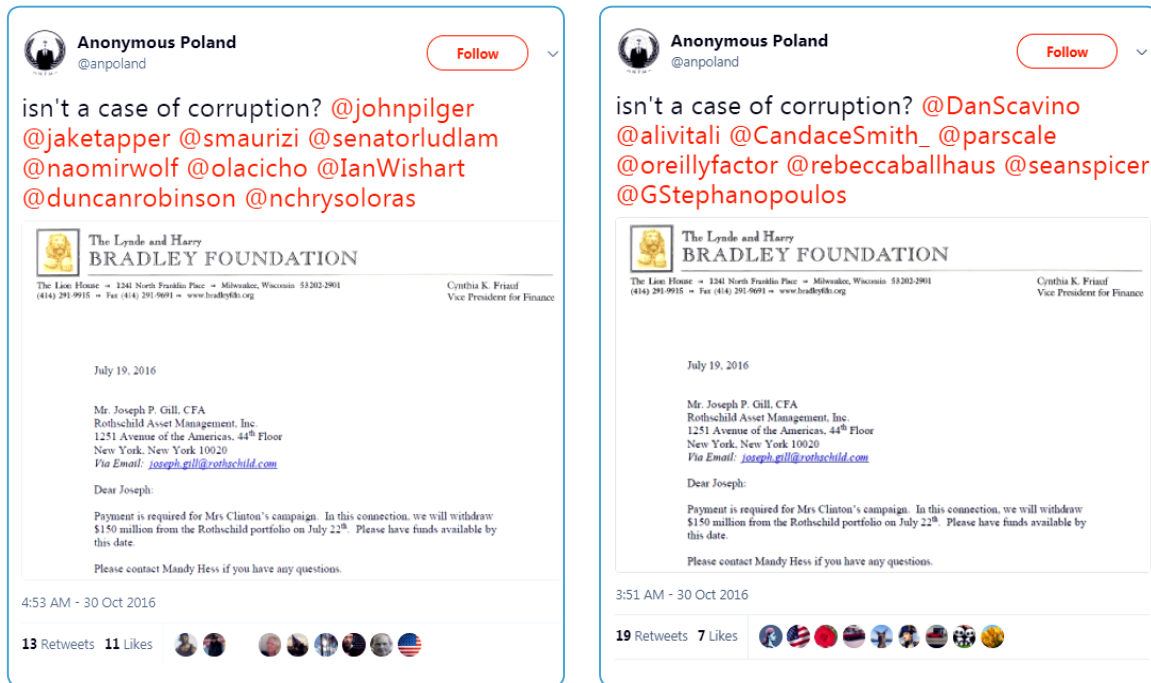 Anonymous Poland
@anpoland
Follow
isn't a case of corruption? @johnpilger
@jaketapper @smaurizi @senatorludlam
@naomirwolf @olacicho @IanWishart
@duncanrobinson @nchrysoloras
The Lynde and Harry
BRADLEY FOUNDATION
The Lion House → 1241 North Franklin Place → Milwaukee, Wisconsin 53202-2901
(414) 291-9915 → Fax (414) 291-9691 → www.bradleyfdn.org
Cynthia K. Friauf
Vice President for Finance
July 19, 2016
Mr. Joseph P. Gill, CFA
Rothschild Asset Management, Inc.
1251 Avenue of the Americas, 44th Floor
New York, New York 10020
Via Email: joseph.gill@rothschild.com
Dear Joseph:
Payment is required for Mrs Clinton's campaign. In this connection, we will withdraw
$150 million from the Rothschild portfolio on July 22th. Please have funds available by
this date.
Please contact Mandy Hess if you have any questions.
4:53 AM - 30 Oct 2016
13 Retweets 11 Likes
Anonymous Poland
@anpoland
Follow
isn't a case of corruption? @DanScavino
@alivitali @CandaceSmith_ @parscale
@oreillyfactor @rebeccaballhaus @seanspicer
@GStephanopoulos
The Lynde and Harry
BRADLEY FOUNDATION
The Lion House → 1241 North Franklin Place → Milwaukee, Wisconsin 53202-2901
(414) 291-9915 → Fax (414) 291-9691 → www.bradleyfdn.org
Cynthia K. Friauf
Vice President for Finance
July 19, 2016
Mr. Joseph P. Gill, CFA
Rothschild Asset Management, Inc.
1251 Avenue of the Americas, 44th Floor
New York, New York 10020
Via Email: joseph.gill@rothschild.com
Dear Joseph:
Payment is required for Mrs Clinton's campaign. In this connection, we will withdraw
$150 million from the Rothschild portfolio on July 22th. Please have funds available by
this date.
Please contact Mandy Hess if you have any questions.
3:51 AM - 30 Oct 2016
19 Retweets 7 Likes